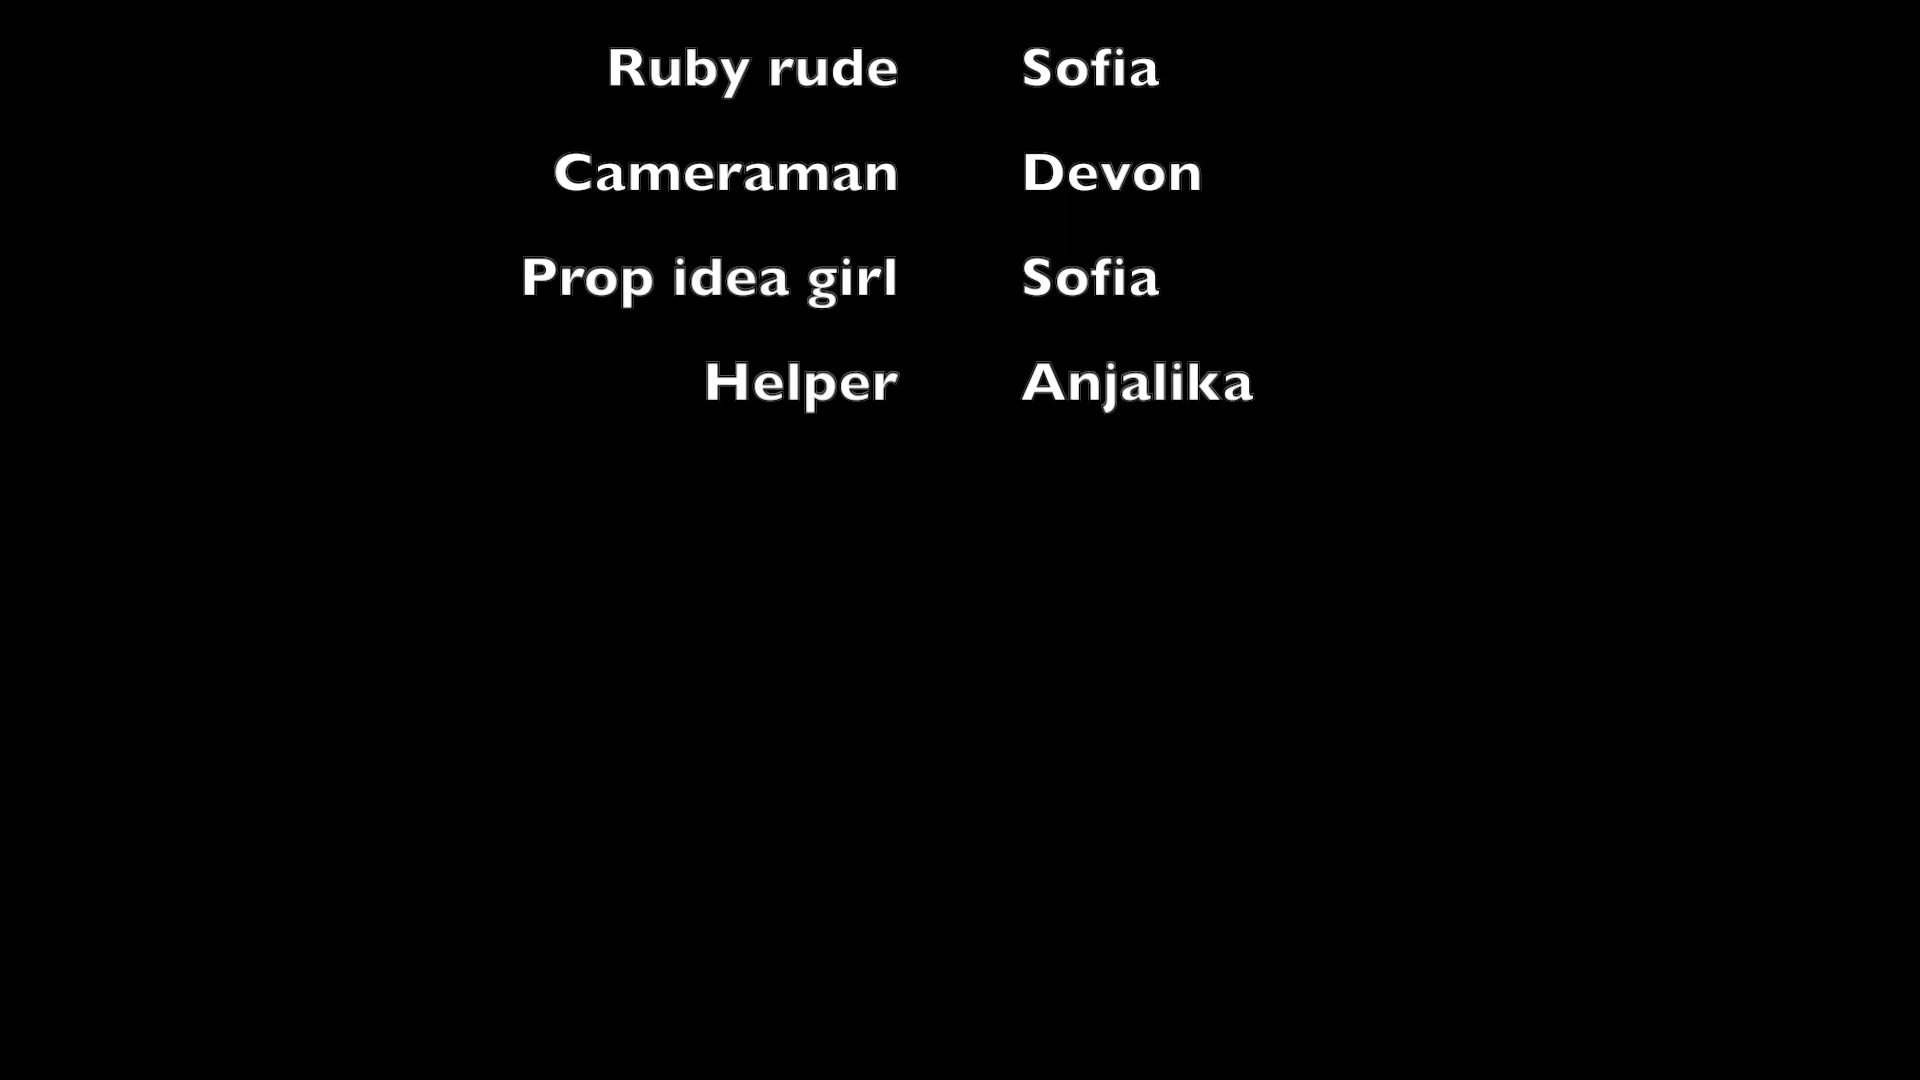 Ruby rude Sofia
Cameraman Devon
Prop idea girl Sofia
Helper Anjalika